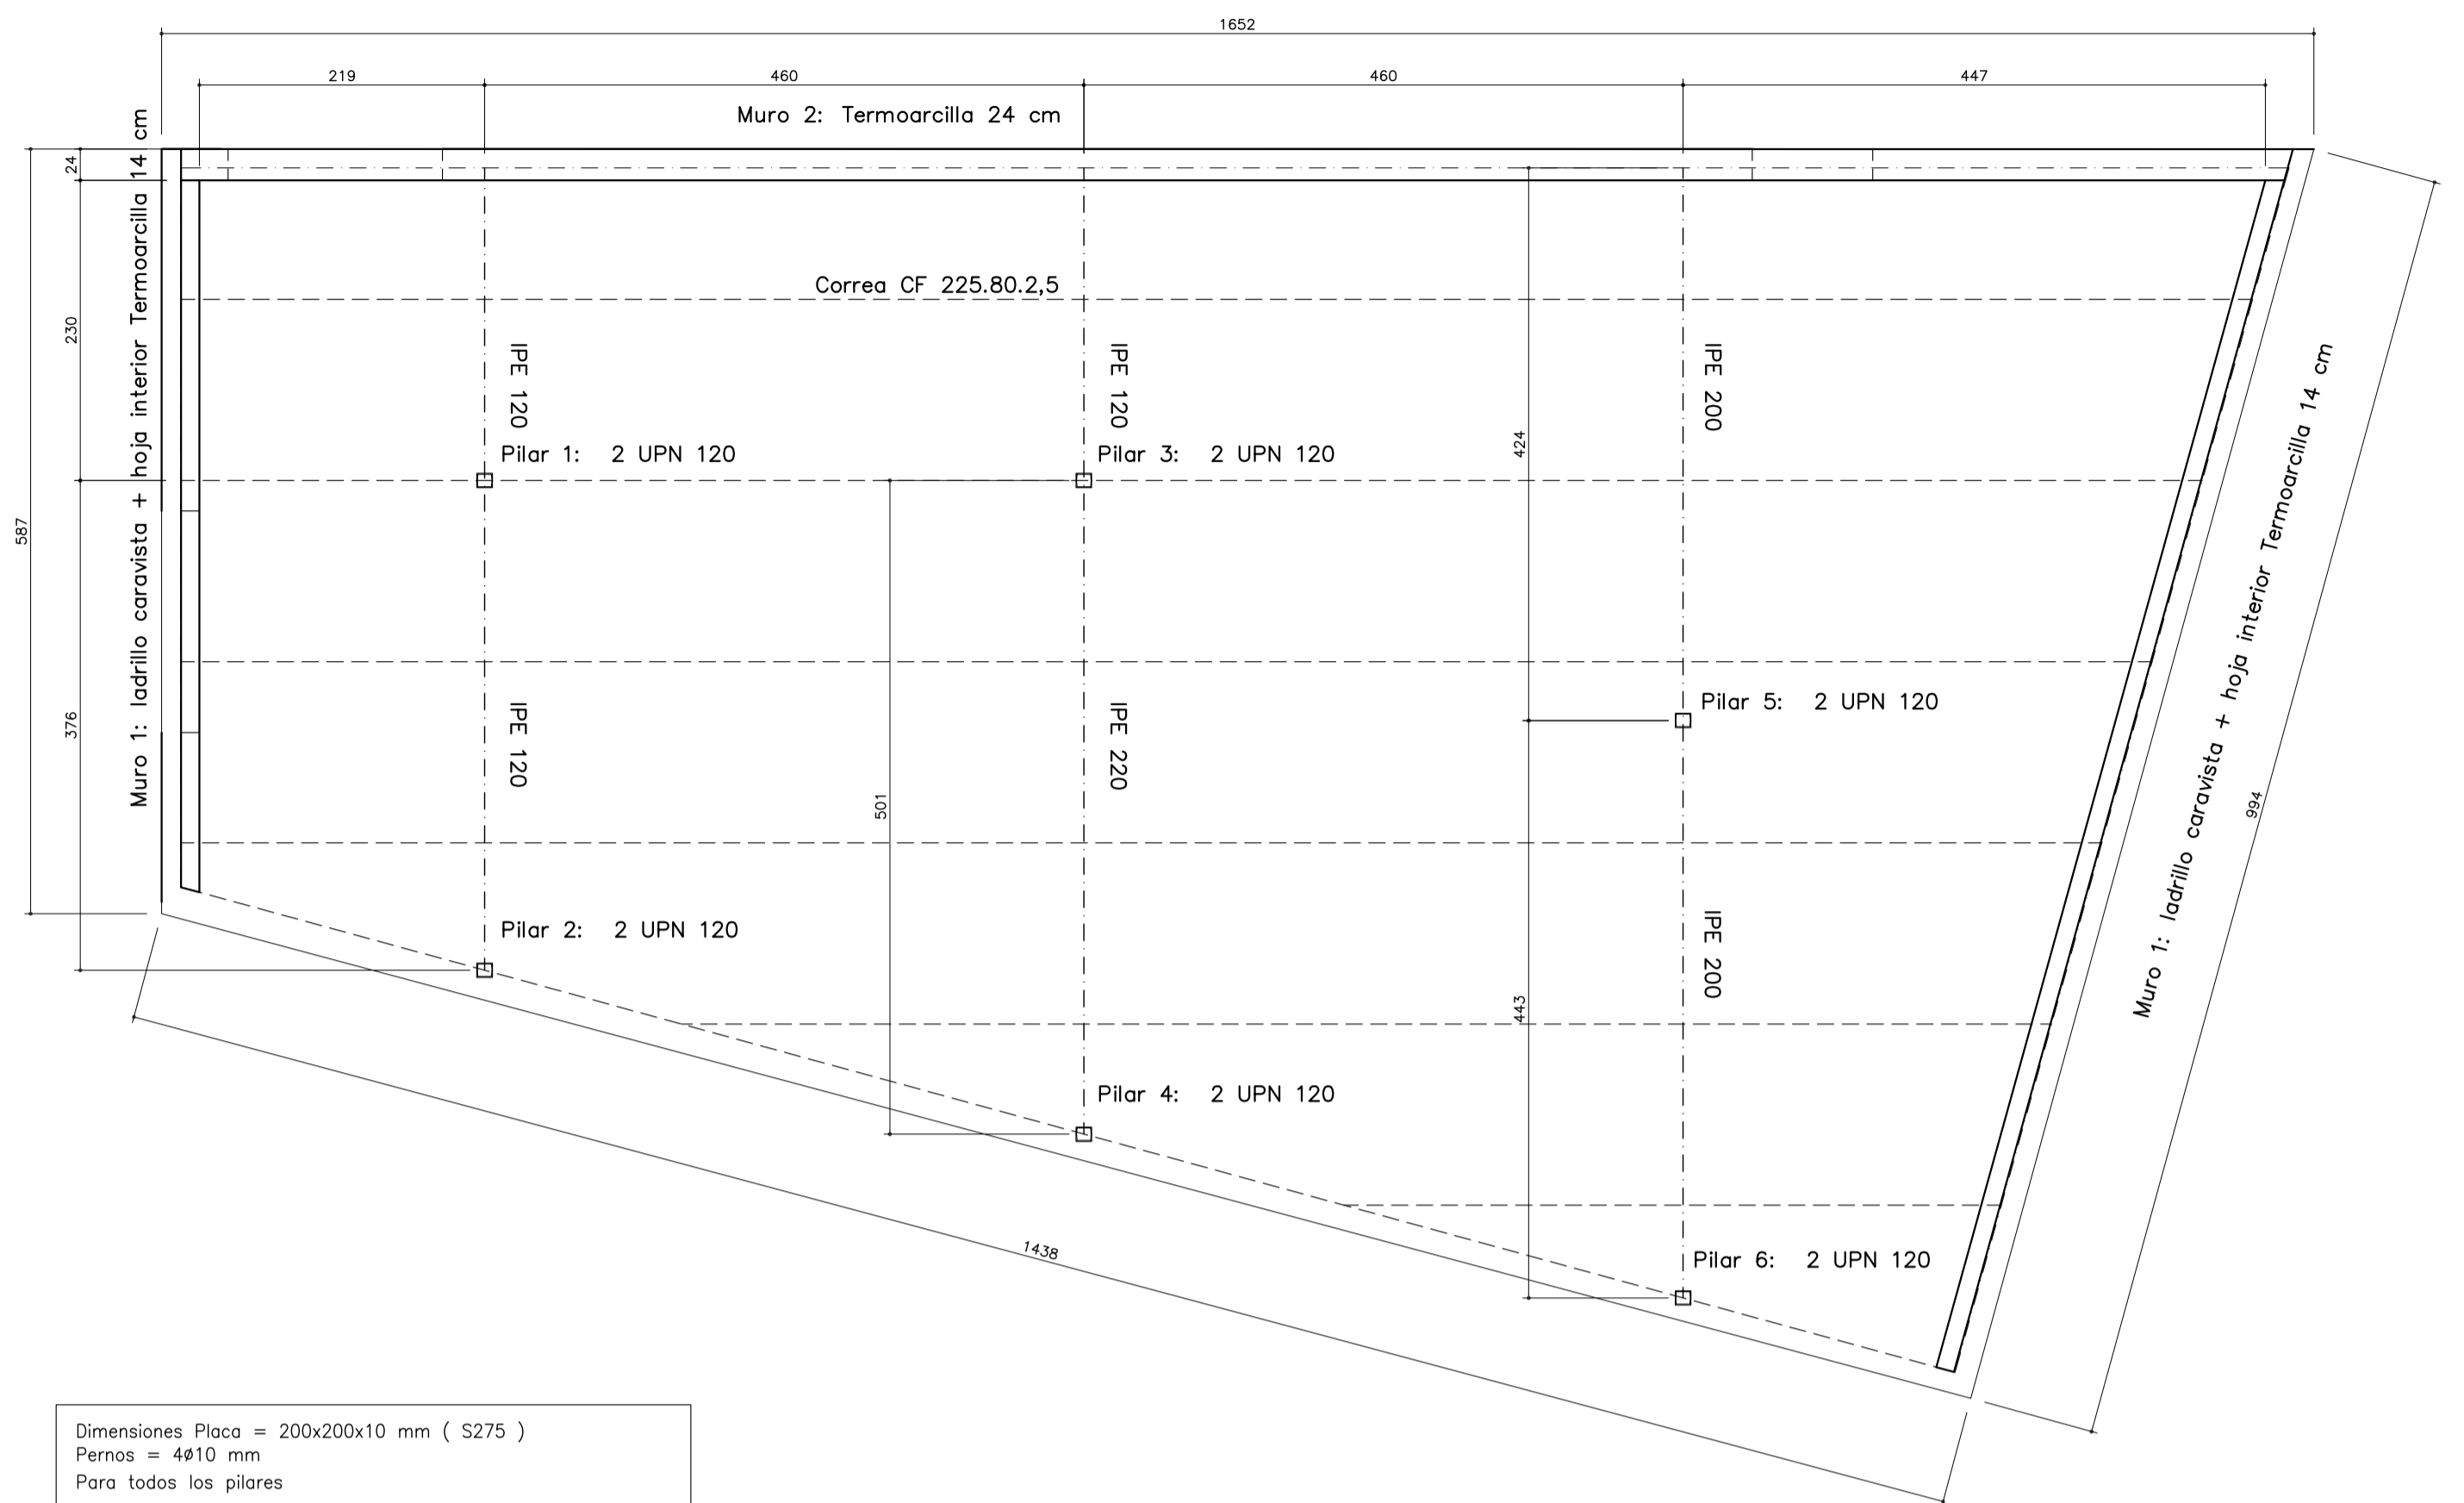 1652
219
460
460
447
Muro 2: Termoarcilla 24 cm
24
230
587
376
Muro 1: ladrillo caravista + hoja interior Termoarcilla 14 cm
Correa CF 225.80.2,5
IPE 120
IPE 120
IPE 200
424
Pilar 1: 2 UPN 120
Pilar 3: 2 UPN 120
Muro 1: ladrillo caravista + hoja interior Termoarcilla 14 cm
994
IPE 120
IPE 220
501
Pilar 5: 2 UPN 120
Pilar 2: 2 UPN 120
IPE 200
443
Pilar 4: 2 UPN 120
1438
Pilar 6: 2 UPN 120
Dimensiones Placa = 200x200x10 mm ( S275 )
Pernos = 4ø10 mm
Para todos los pilares